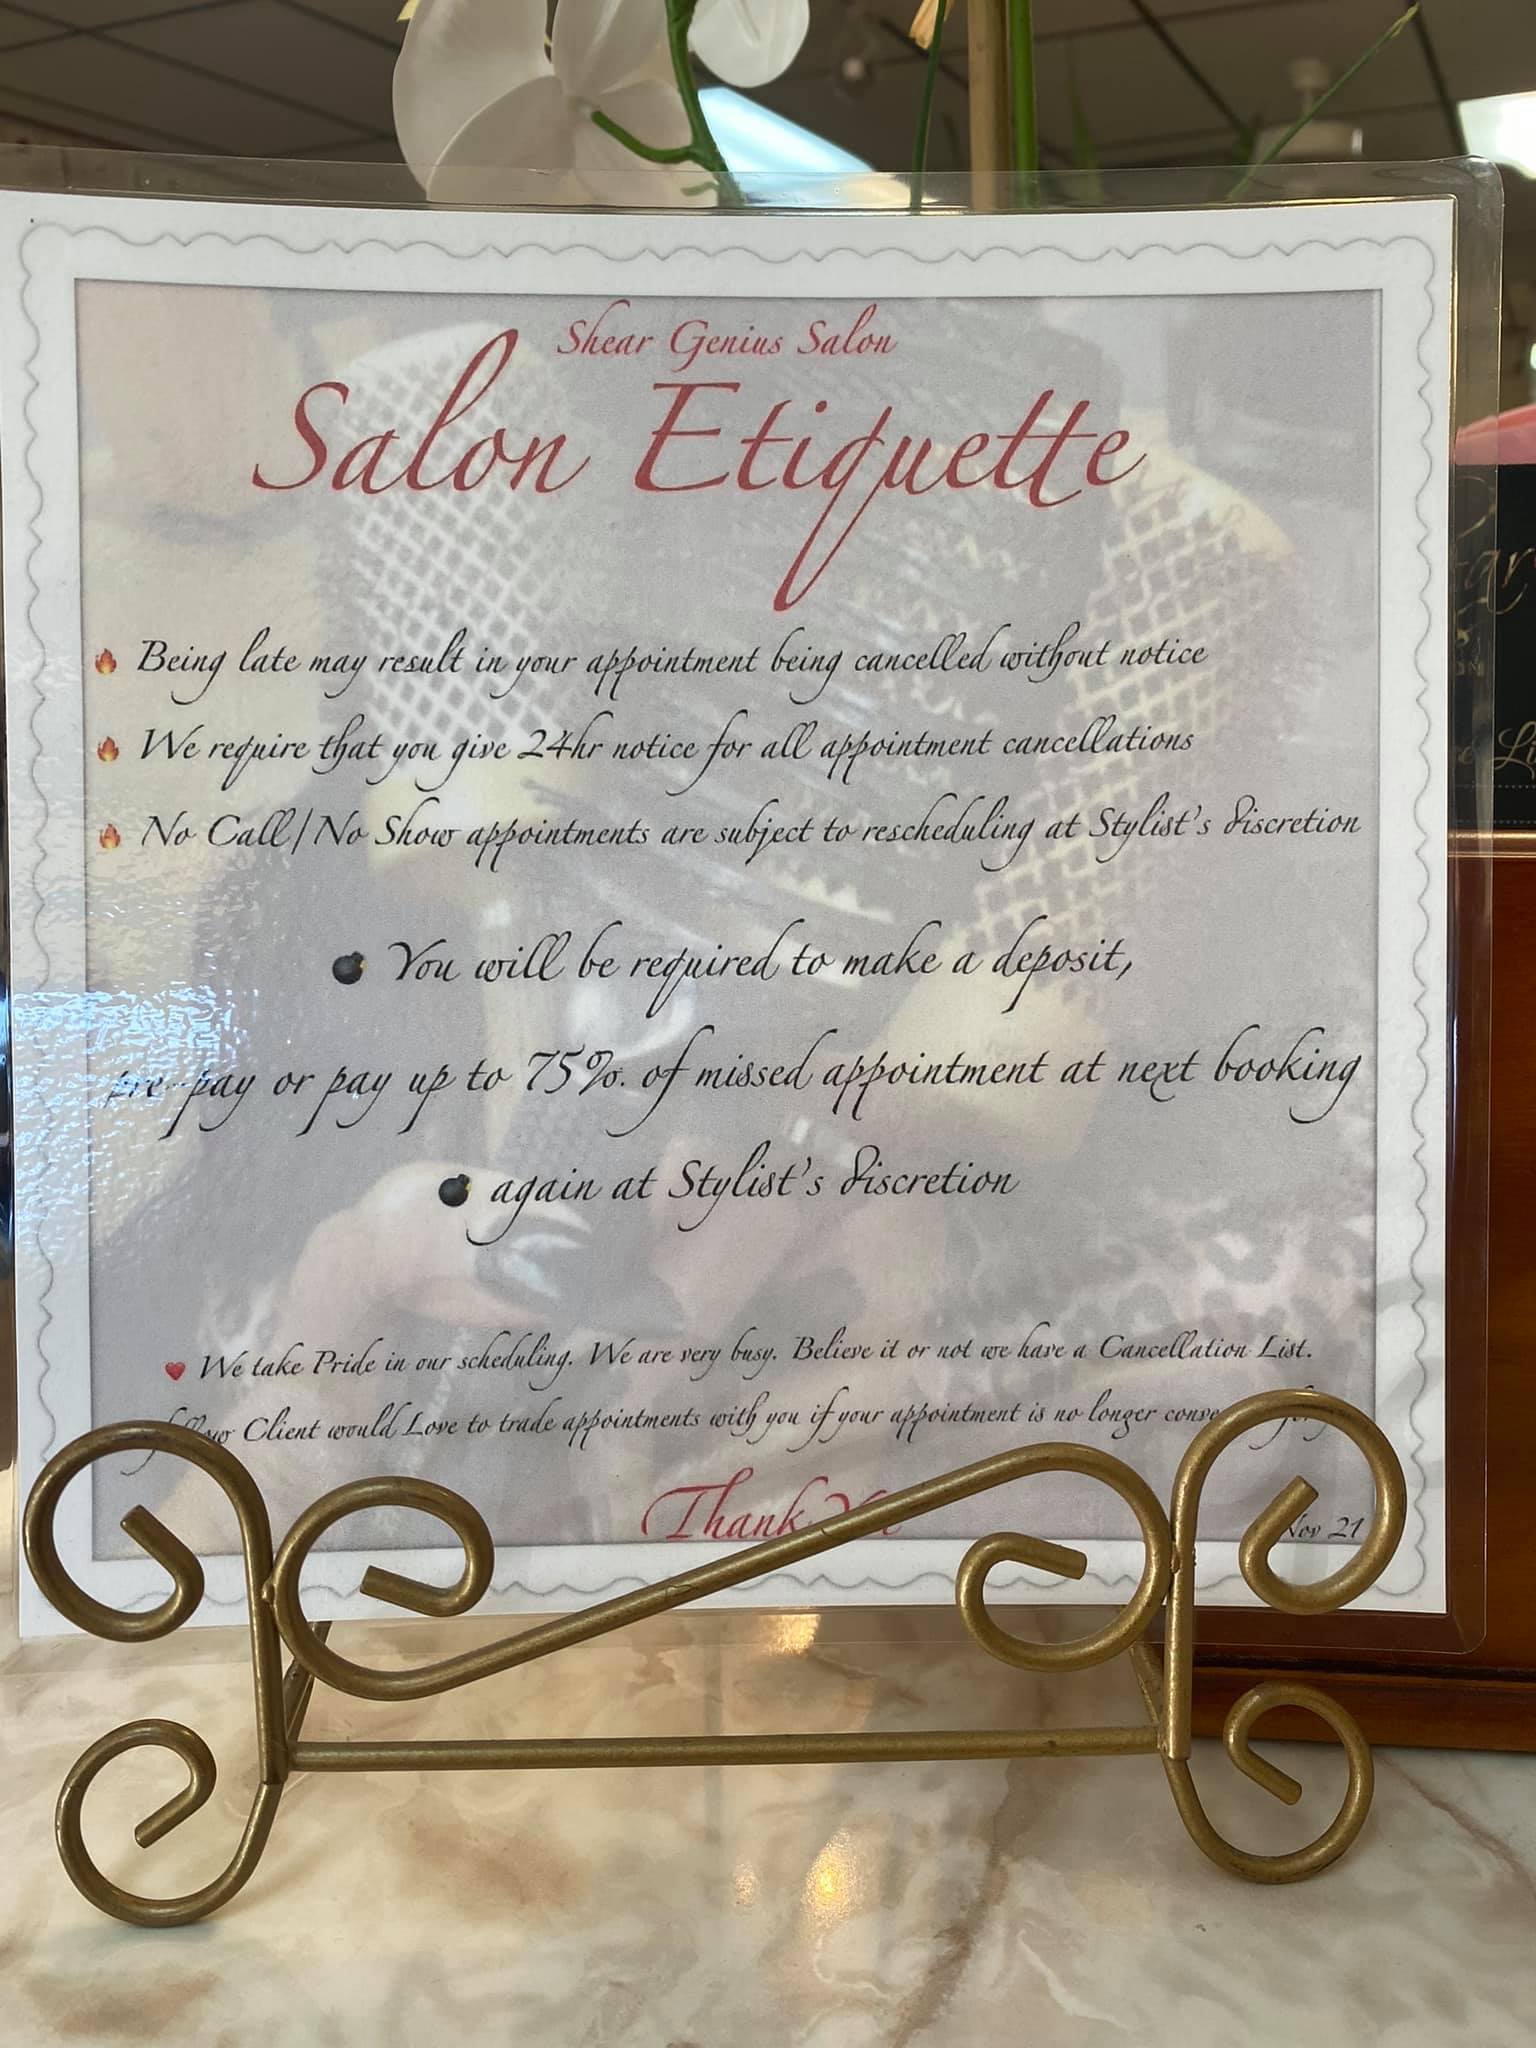 Shear Genius Salon
Salon Etiquette
🔥 Being late may result in your appointment being cancelled without notice
🔥 We require that you give 24hr notice for all appointment cancellations
🔥 No Call/No Show appointments are subject to rescheduling at Stylist's discretion
💣 You will be required to make a deposit,
pre-pay or pay up to 75% of missed appointment at next booking
💣 again at Stylist's discretion
❤️ We take Pride in our scheduling. We are very busy. Believe it or not we have a Cancellation List.
Client would Love to trade appointments with you if your appointment is no longer
Thank
Nov 21